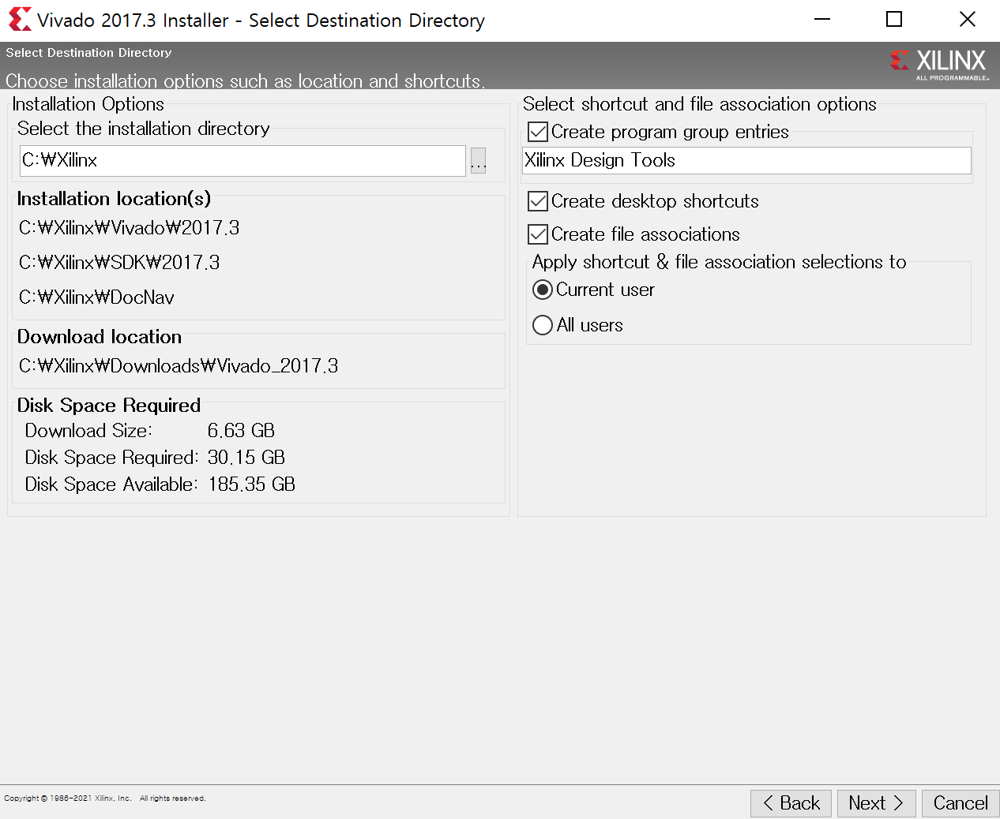 Vivado 2017.3 Installer - Select Destination Directory
Select Destination Directory
Choose installation options such as location and shortcuts.
XILINX
ALL PROGRAMMABLE.
Installation Options
Select the installation directory
C:₩Xilinx
...
Installation location(s)
C:₩Xilinx₩Vivado₩2017.3
C:₩Xilinx₩SDK₩2017.3
C:₩Xilinx₩DocNav
Download location
C:₩Xilinx₩Downloads₩Vivado_2017.3
Disk Space Required
Download Size: 6.63 GB
Disk Space Required: 30.15 GB
Disk Space Available: 185.35 GB
Select shortcut and file association options
Create program group entries
Xilinx Design Tools
Create desktop shortcuts
Create file associations
Apply shortcut & file association selections to
Current user
All users
Copyright © 1986-2021 Xilinx, Inc. All rights reserved.
< Back
Next >
Cancel